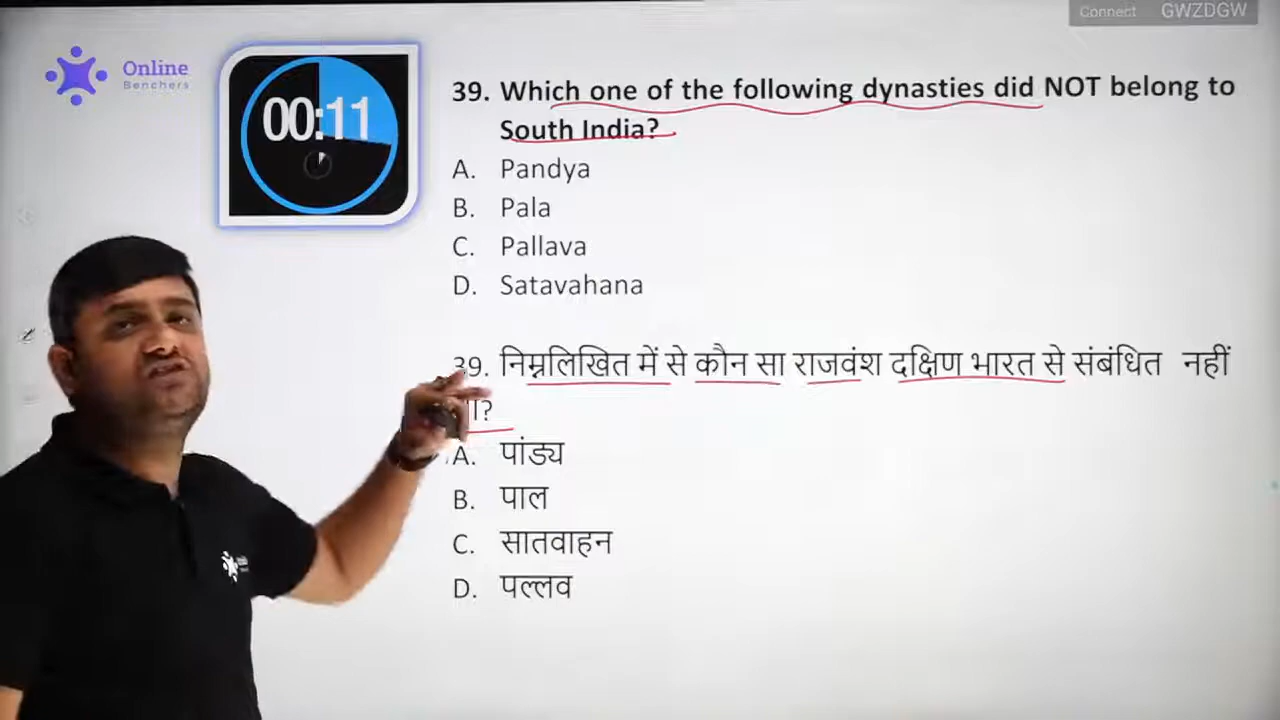 Connect GWZDGW
Online
Benchers
00:11
39. Which one of the following dynasties did NOT belong to
South India?
A. Pandya
B. Pala
C. Pallava
D. Satavahana
39. निम्नलिखित में से कौन सा राजवंश दक्षिण भारत से संबंधित नहीं
A. पांड्य
B. पाल
C. सातवाहन
D. पल्लव